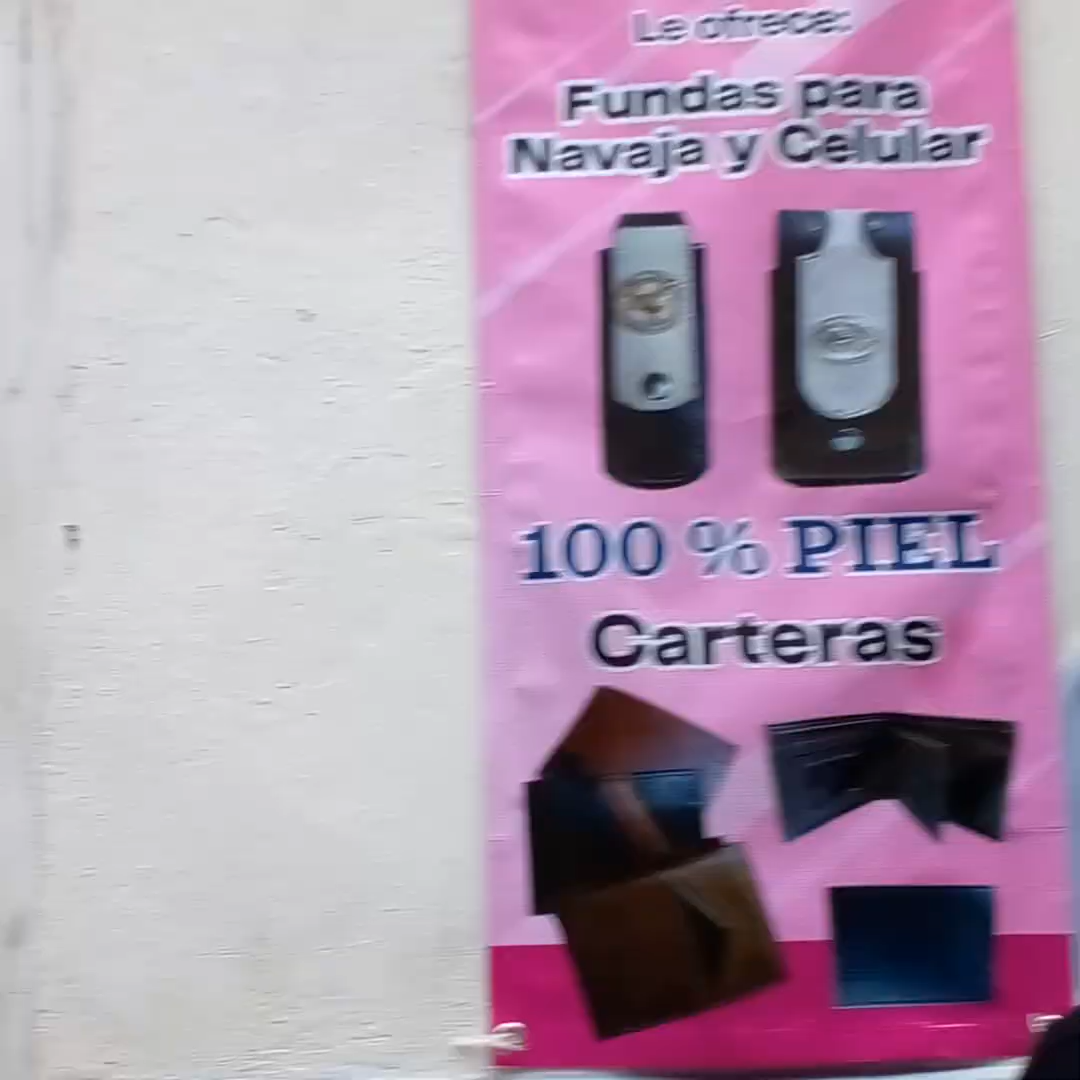 Le ofrece:
Fundas para
Navaja y Celular
100 % PIEL
Carteras